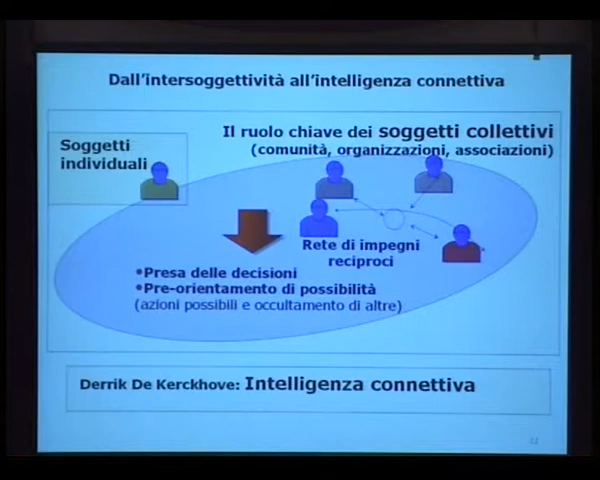 Dall'intersoggettività all'intelligenza connettiva
Soggetti
individuali
Il ruolo chiave dei soggetti collettivi
(comunità, organizzazioni, associazioni)
Rete di impegni
reciproci
•Presa delle decisioni
•Pre-orientamento di possibilità
(azioni possibili e occultamento di altre)
Derrik De Kerckhove: Intelligenza connettiva